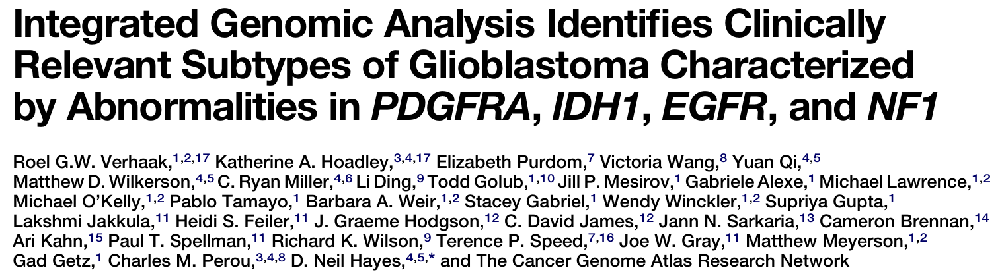 Integrated Genomic Analysis Identifies Clinically
Relevant Subtypes of Glioblastoma Characterized
by Abnormalities in PDGFRA, IDH1, EGFR, and NF1
Roel G.W. Verhaak,1,2,17 Katherine A. Hoadley,3,4,17 Elizabeth Purdom,7 Victoria Wang,8 Yuan Qi,4,5
Matthew D. Wilkerson,4,5 C. Ryan Miller,4,6 Li Ding,9 Todd Golub,1,10 Jill P. Mesirov,1 Gabriele Alexe,1 Michael Lawrence,1,2
Michael O'Kelly,1,2 Pablo Tamayo,1 Barbara A. Weir,1,2 Stacey Gabriel,1 Wendy Winckler,1,2 Supriya Gupta,1
Lakshmi Jakkula,11 Heidi S. Feiler,11 J. Graeme Hodgson,12 C. David James,12 Jann N. Sarkaria,13 Cameron Brennan,14
Ari Kahn,15 Paul T. Spellman,11 Richard K. Wilson,9 Terence P. Speed,7,16 Joe W. Gray,11 Matthew Meyerson,1,2
Gad Getz,1 Charles M. Perou,3,4,8 D. Neil Hayes,4,5,* and The Cancer Genome Atlas Research Network